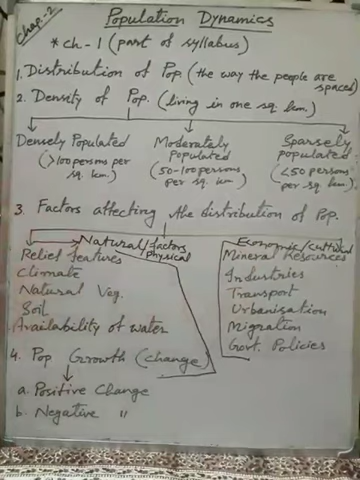 Chap-2
Population Dynamics
* Ch-1 (part of syllabus)
1. Distribution of Pop (the way the people are spaced)
2. Density of Pop. (living in one sq. km.)
Densely Populated
(>100 persons per
sq. km.)
Moderately
Populated
(50-100 persons
per sq. km.)
Sparsely
populated
(<50 persons
per sq. km.)
3. Factors affecting the distribution of Pop.
Natural/factors
Physical
Relief features
Climate
Natural Veg.
Soil
Availability of water
Economic/cultural
Mineral Resources
Industries
Transport
Urbanisation
Migration
Govt. Policies
4. Pop Growth (change)
a. Positive Change
b. Negative "